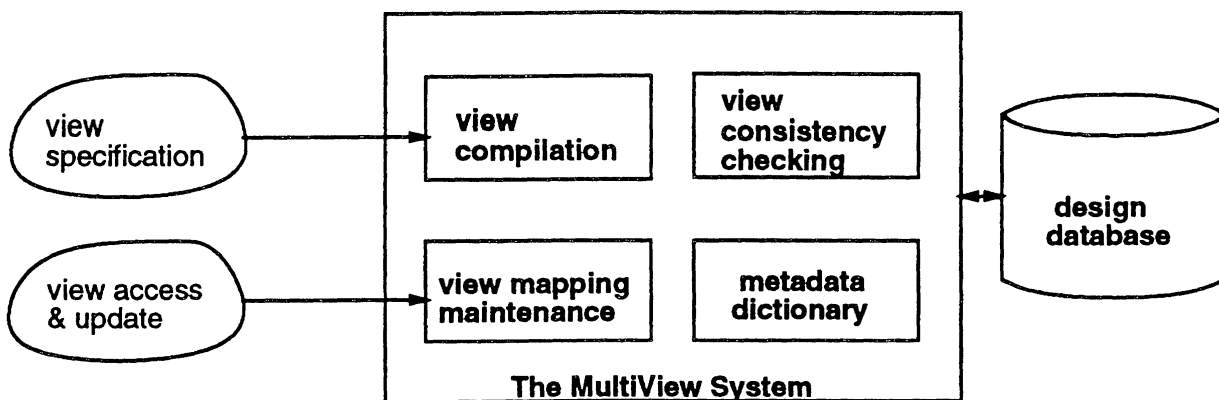 view
specification
view
compilation
view
consistency
checking
design
database
view access
& update
view mapping
maintenance
metadata
dictionary
The MultiView System